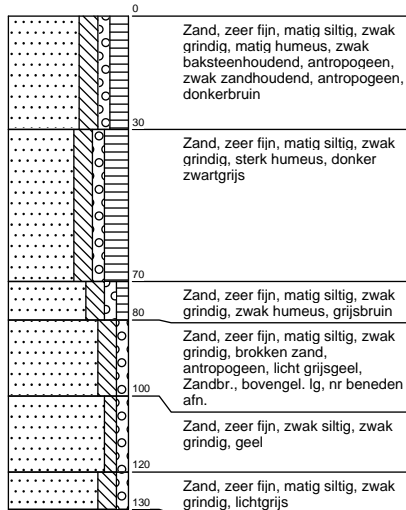 0
Zand, zeer fijn, matig siltig, zwak
grindig, matig humeus, zwak
baksteenhoudend, antropogeen,
zwak zandhoudend, antropogeen,
donkerbruin
30
Zand, zeer fijn, matig siltig, zwak
grindig, sterk humeus, donker
zwartgrijs
70
Zand, zeer fijn, matig siltig, zwak
grindig, zwak humeus, grijsbruin
80
Zand, zeer fijn, matig siltig, zwak
grindig, brokken zand,
antropogeen, licht grijsgeel,
Zandbr., bovengel. lg, nr beneden
afn.
100
Zand, zeer fijn, zwak siltig, zwak
grindig, geel
120
Zand, zeer fijn, matig siltig, zwak
grindig, lichtgrijs
130